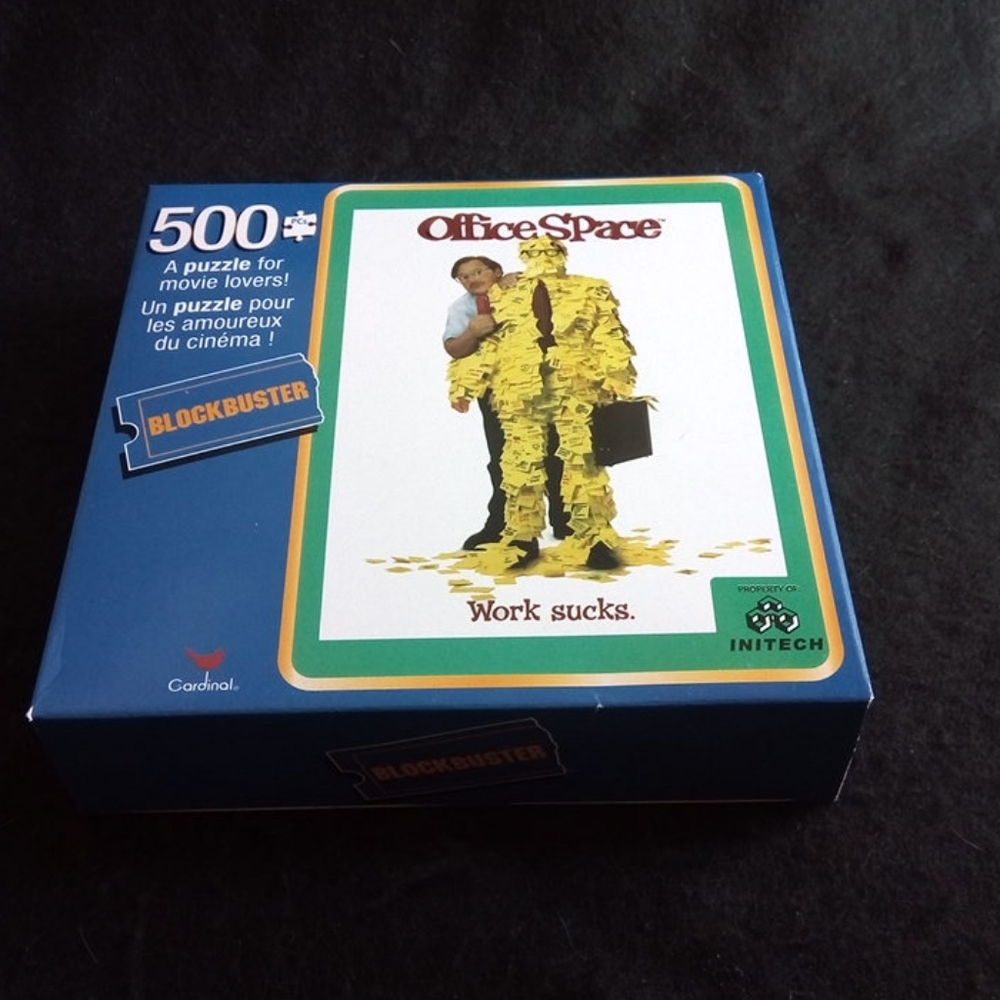 500 PCs
A puzzle for
movie lovers!
Un puzzle pour
les amoureux
du cinéma !
BLOCKBUSTER
Cardinal®
Office Space™
Work sucks.
PROPERTY OF:
INITECH
BLOCKBUSTER